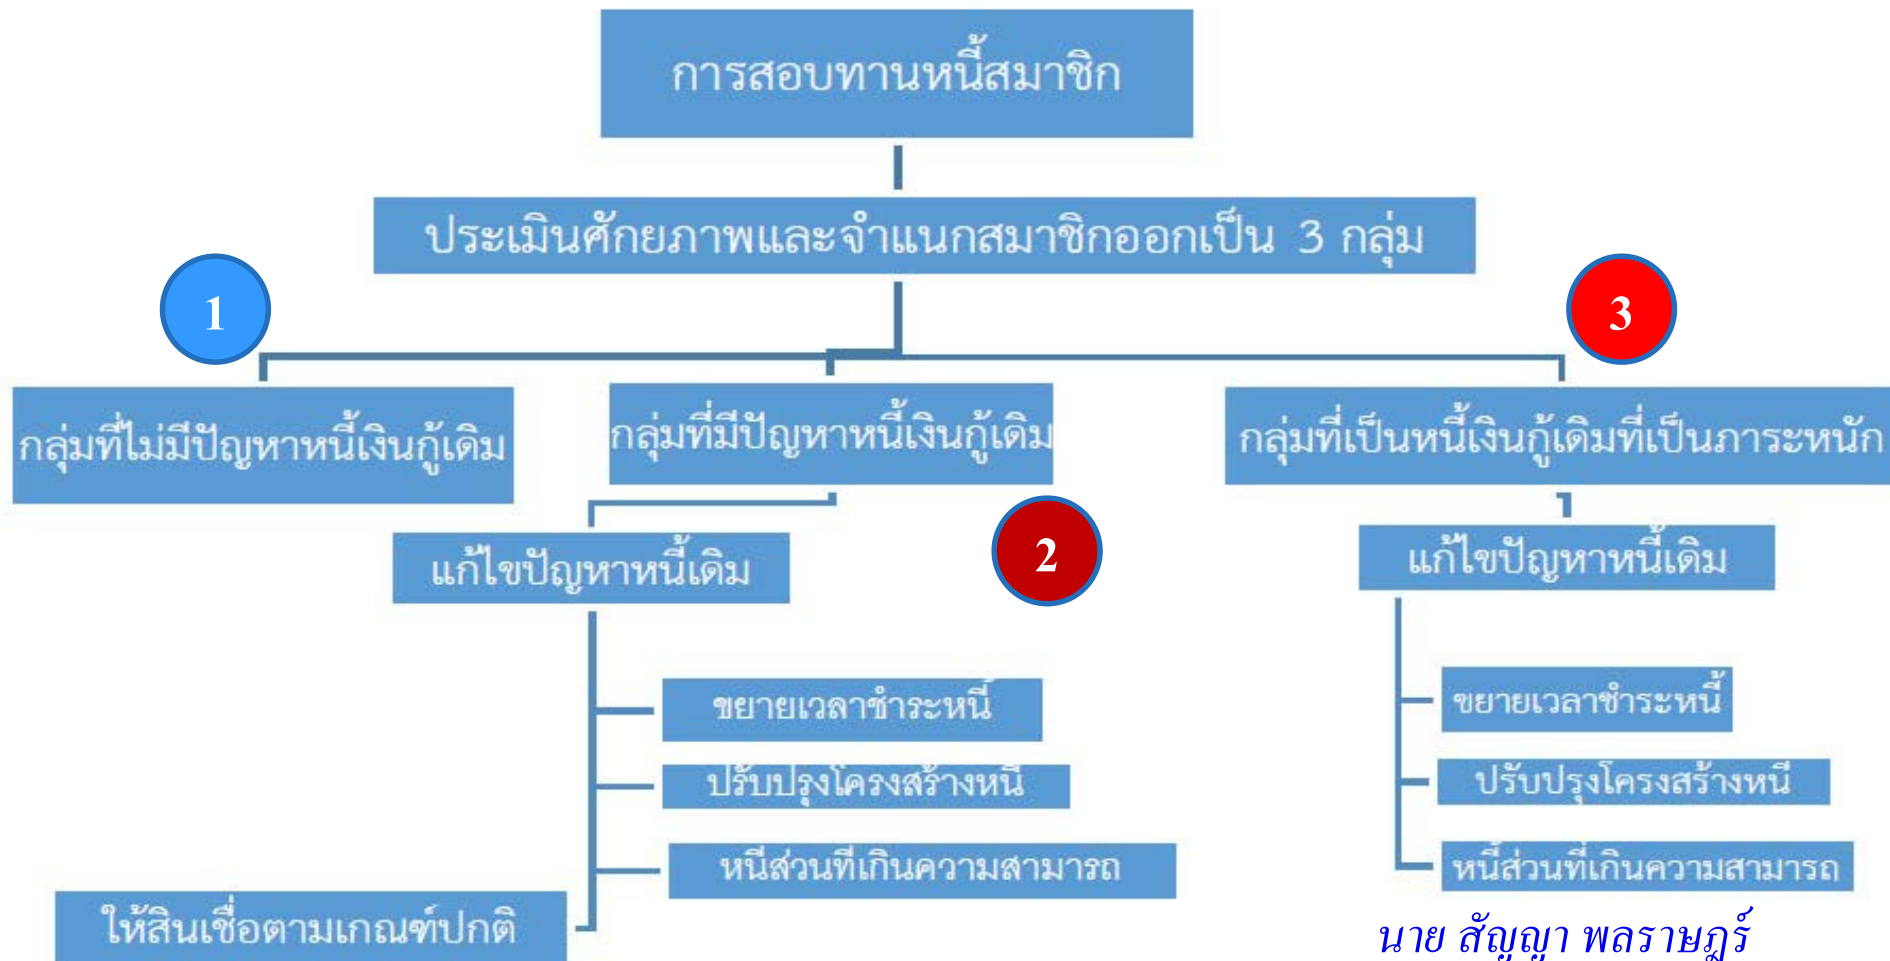 การสอบทานหนี้สมาชิก
ประเมินศักยภาพและจำแนกสมาชิกออกเป็น 3 กลุ่ม
1
3
กลุ่มที่ไม่มีปัญหาหนี้เงินกู้เดิม
กลุ่มที่มีปัญหาหนี้เงินกู้เดิม
กลุ่มที่เป็นหนี้เงินกู้เดิมที่เป็นภาระหนัก
แก้ไขปัญหาหนี้เดิม
2
แก้ไขปัญหาหนี้เดิม
ขยายเวลาชำระหนี้
ขยายเวลาชำระหนี้
ปรับปรุงโครงสร้างหนี้
ปรับปรุงโครงสร้างหนี้
หนี้ส่วนที่เกินความสามารถ
หนี้ส่วนที่เกินความสามารถ
ให้สินเชื่อตามเกณฑ์ปกติ
นาย สัญญา พลราษฎร์